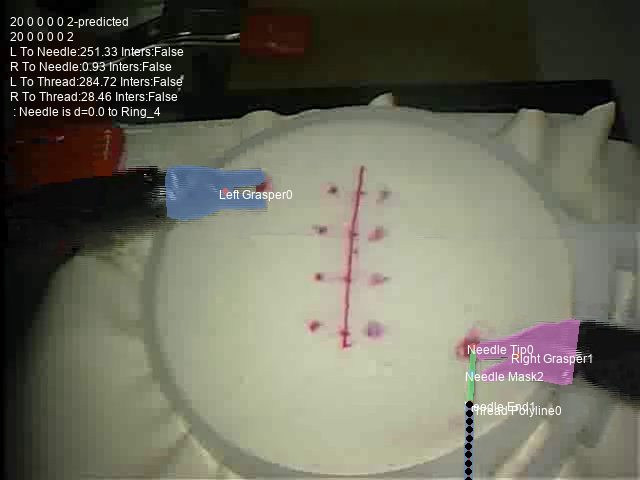 20 0 0 0 0 2-predicted
20 0 0 0 0 2
L To Needle:251.33 Inters:False
R To Needle:0.93 Inters:False
L To Thread:284.72 Inters:False
R To Thread:28.46 Inters:False
: Needle is d=0.0 to Ring_4
Left Grasper0
Needle Tip0
Right Grasper1
Needle Mask2
Needle End1
Thread Polyline0